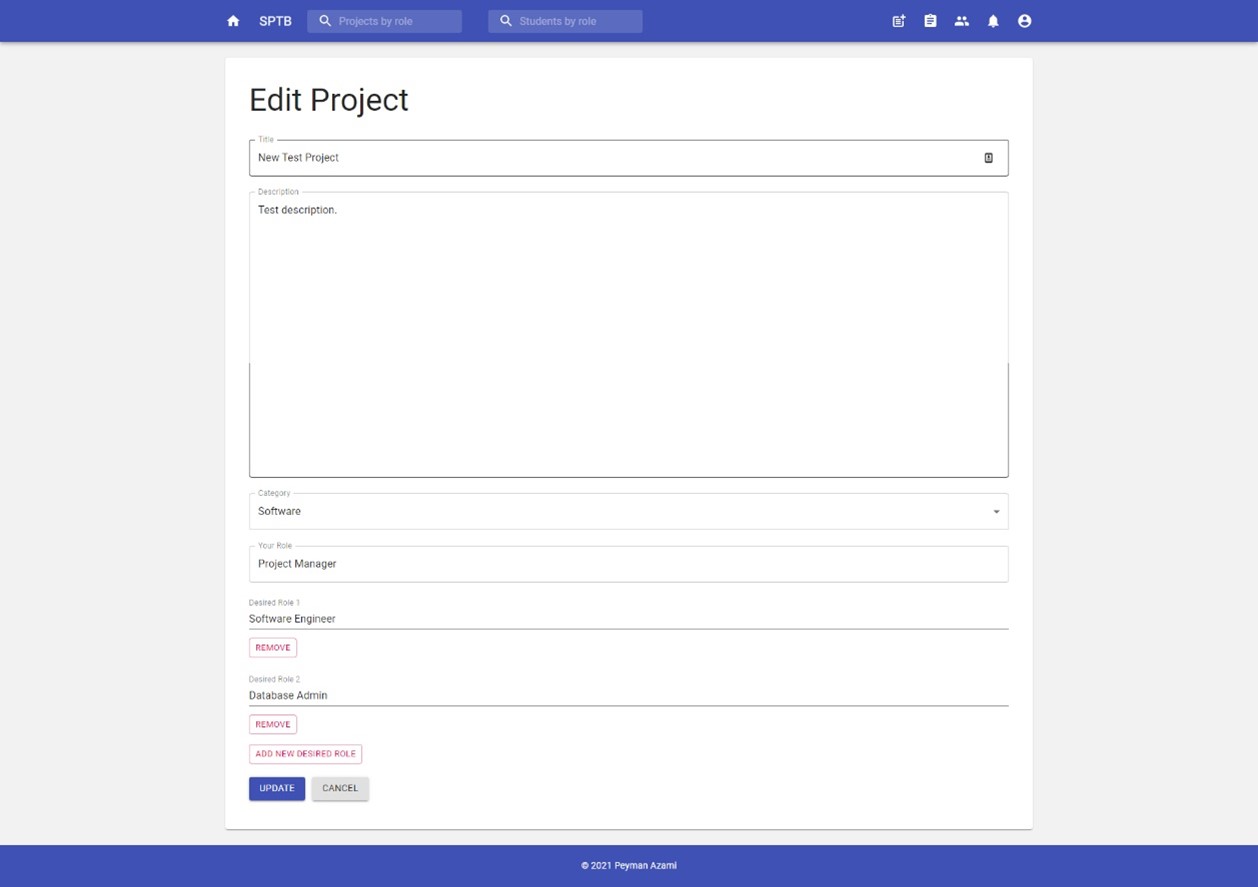 SPTB
Projects by role
Students by role
Edit Project
Title
New Test Project
Description
Test description.
Category
Software
Your Role
Project Manager
Desired Role 1
Software Engineer
REMOVE
Desired Role 2
Database Admin
REMOVE
ADD NEW DESIRED ROLE
UPDATE CANCEL
© 2021 Peyman Azami